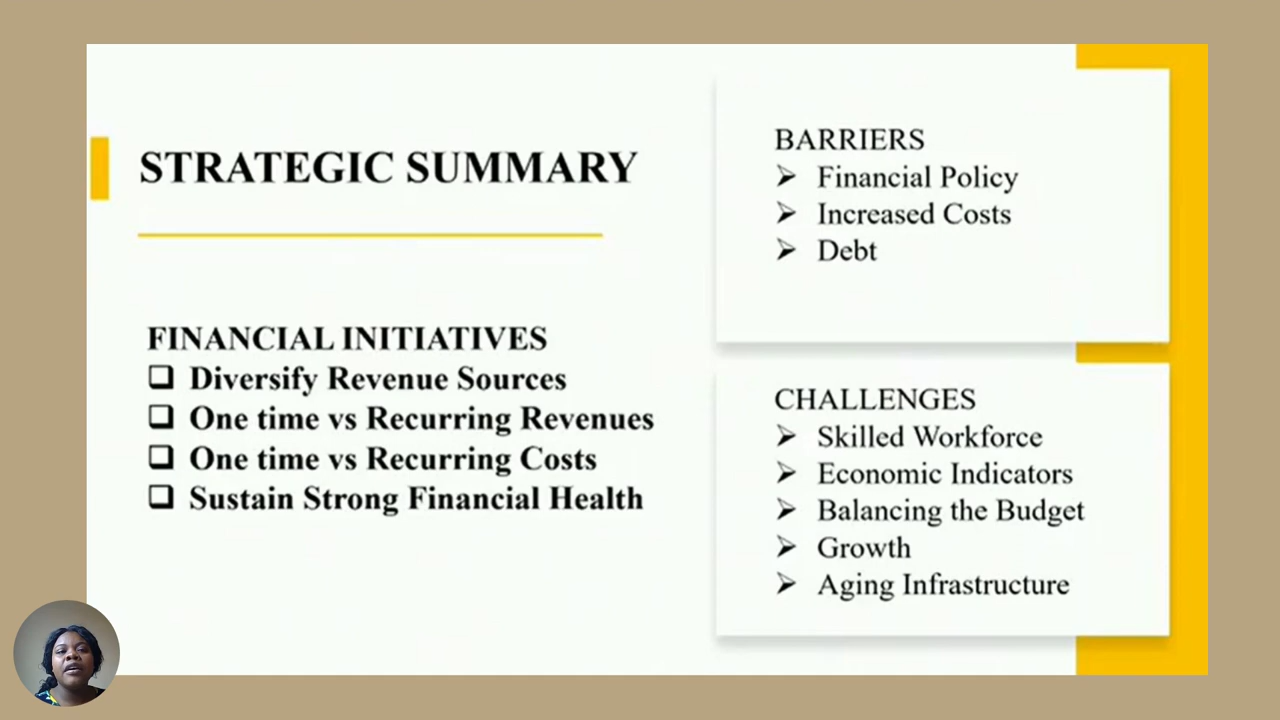 STRATEGIC SUMMARY
FINANCIAL INITIATIVES
Diversify Revenue Sources
One time vs Recurring Revenues
One time vs Recurring Costs
Sustain Strong Financial Health
BARRIERS
Financial Policy
Increased Costs
Debt
CHALLENGES
Skilled Workforce
Economic Indicators
Balancing the Budget
Growth
Aging Infrastructure